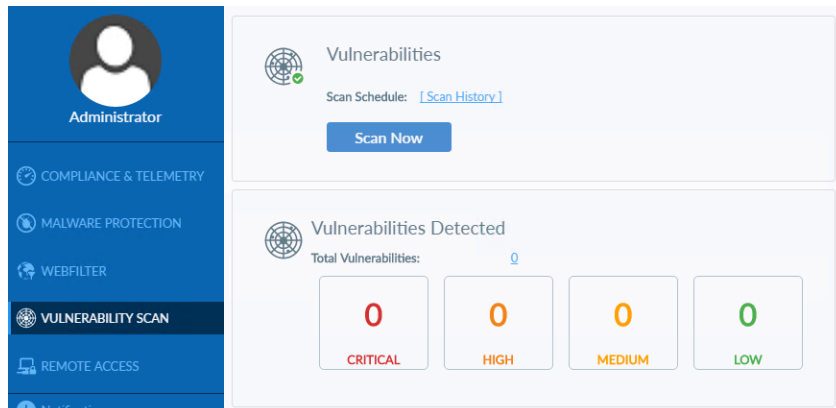 Administrator
COMPLIANCE & TELEMETRY
MALWARE PROTECTION
WEBFILTER
VULNERABILITY SCAN
REMOTE ACCESS
Vulnerabilities
Scan Schedule: [ Scan History ]
Scan Now
Vulnerabilities Detected
Total Vulnerabilities: 0
0 0 0 0
CRITICAL HIGH MEDIUM LOW